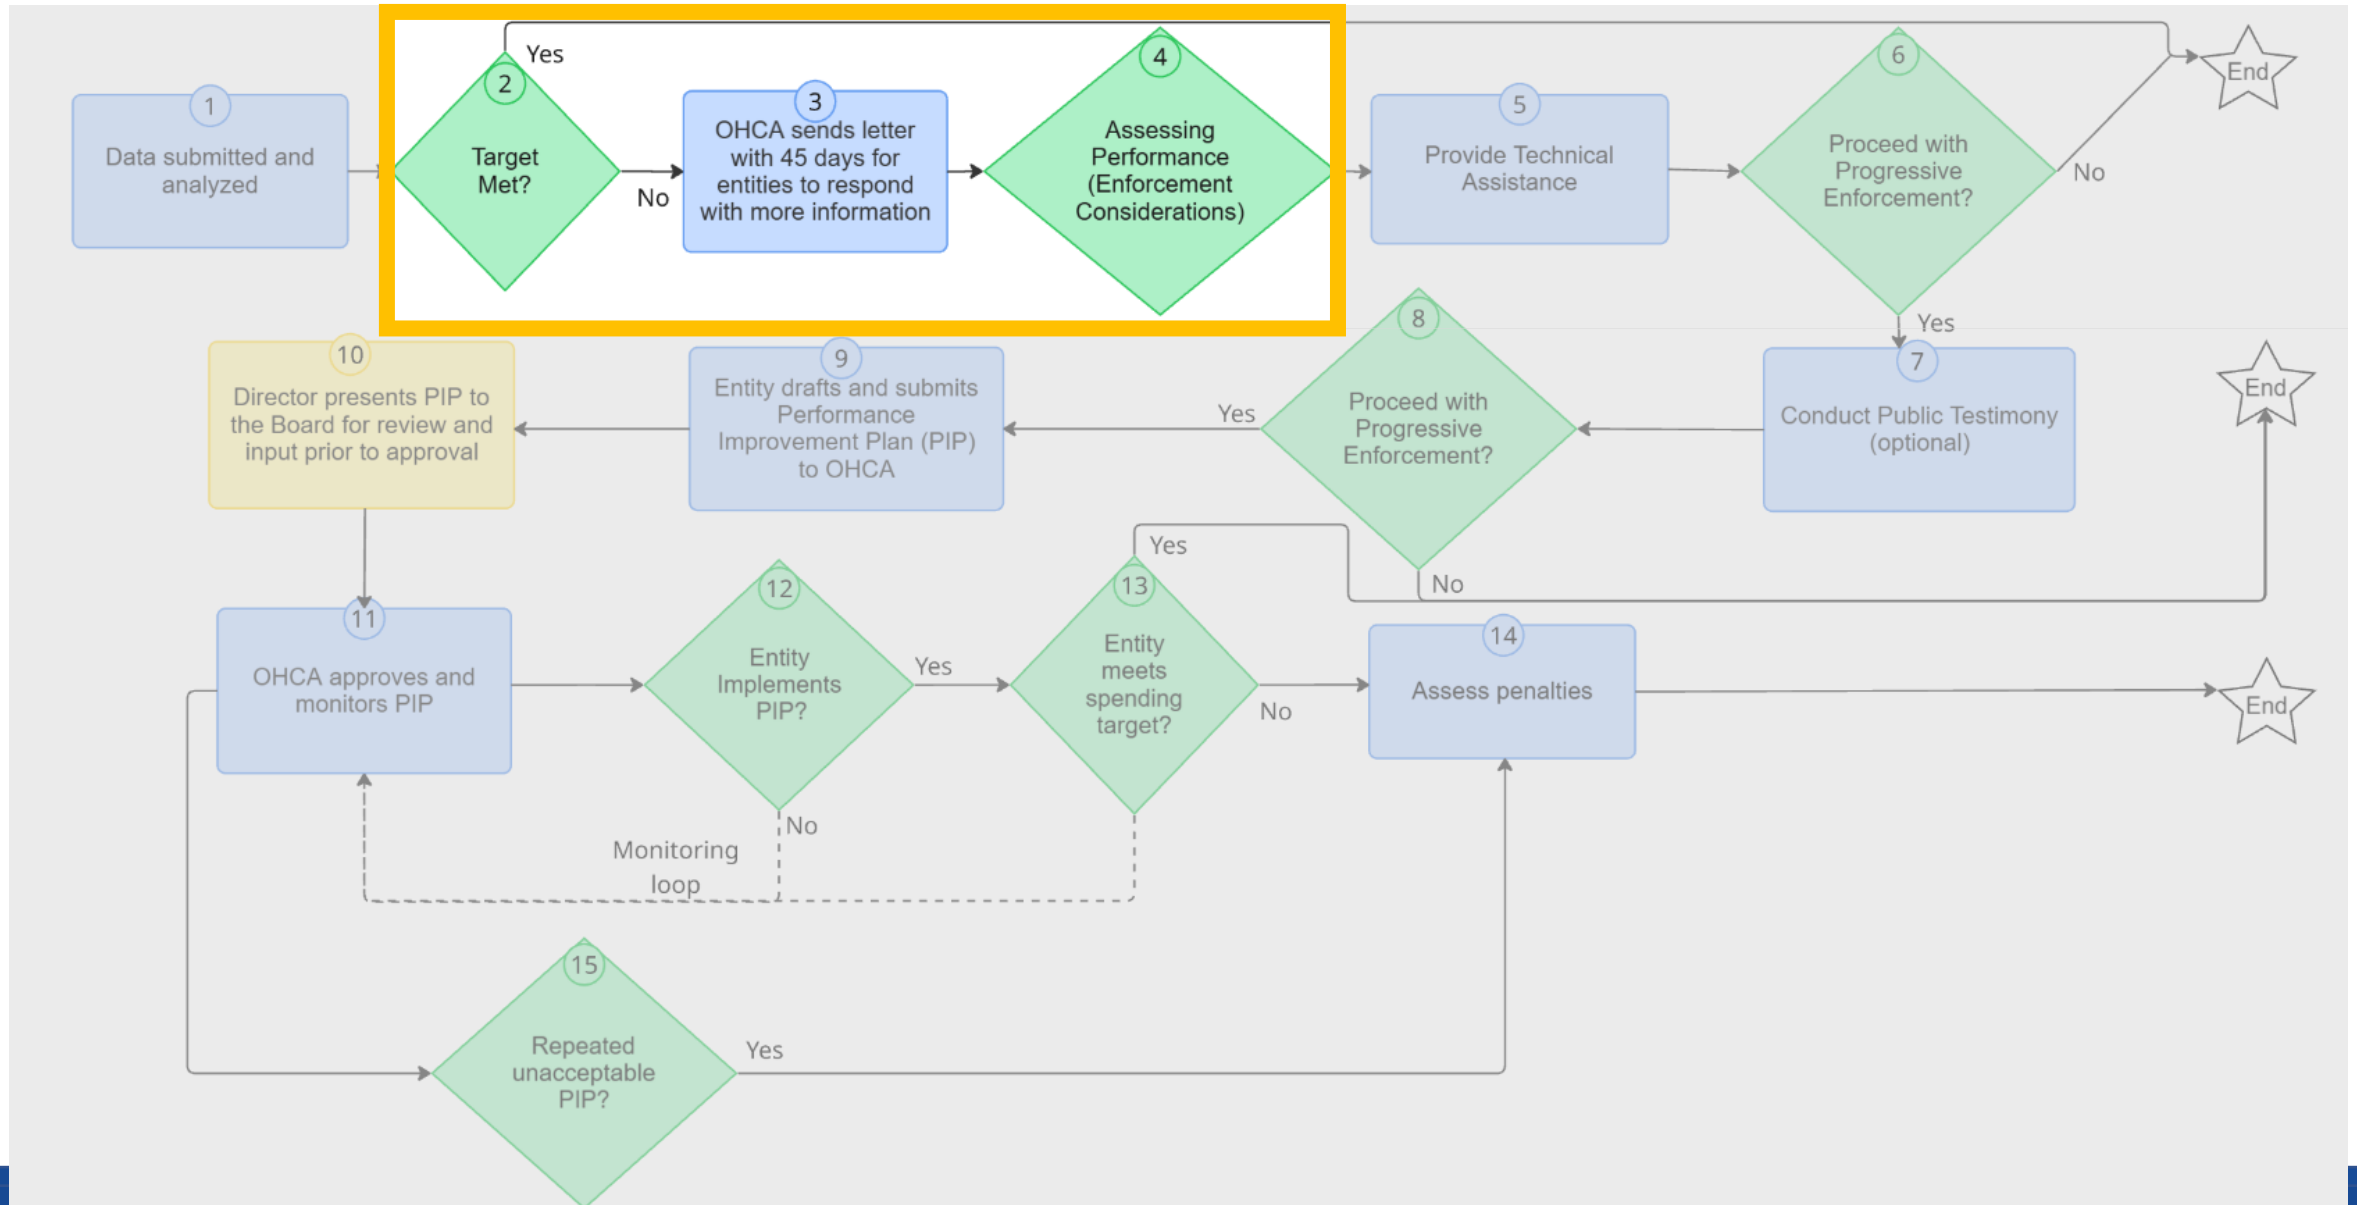 1
Data submitted and
analyzed
Yes
2
Target
Met?
No
3
OHCA sends letter
with 45 days for
entities to respond
with more information
4
Assessing
Performance
(Enforcement
Considerations)
5
Provide Technical
Assistance
6
Proceed with
Progressive
Enforcement?
No
End
Yes
7
Conduct Public Testimony
(optional)
End
8
Proceed with
Progressive
Enforcement?
Yes
No
9
Entity drafts and submits
Performance
Improvement Plan (PIP)
to OHCA
10
Director presents PIP to
the Board for review and
input prior to approval
11
OHCA approves and
monitors PIP
12
Entity
Implements
PIP?
Yes
No
Monitoring
loop
13
Yes
Entity
meets
spending
target?
No
14
Assess penalties
End
15
Repeated
unacceptable
PIP?
Yes